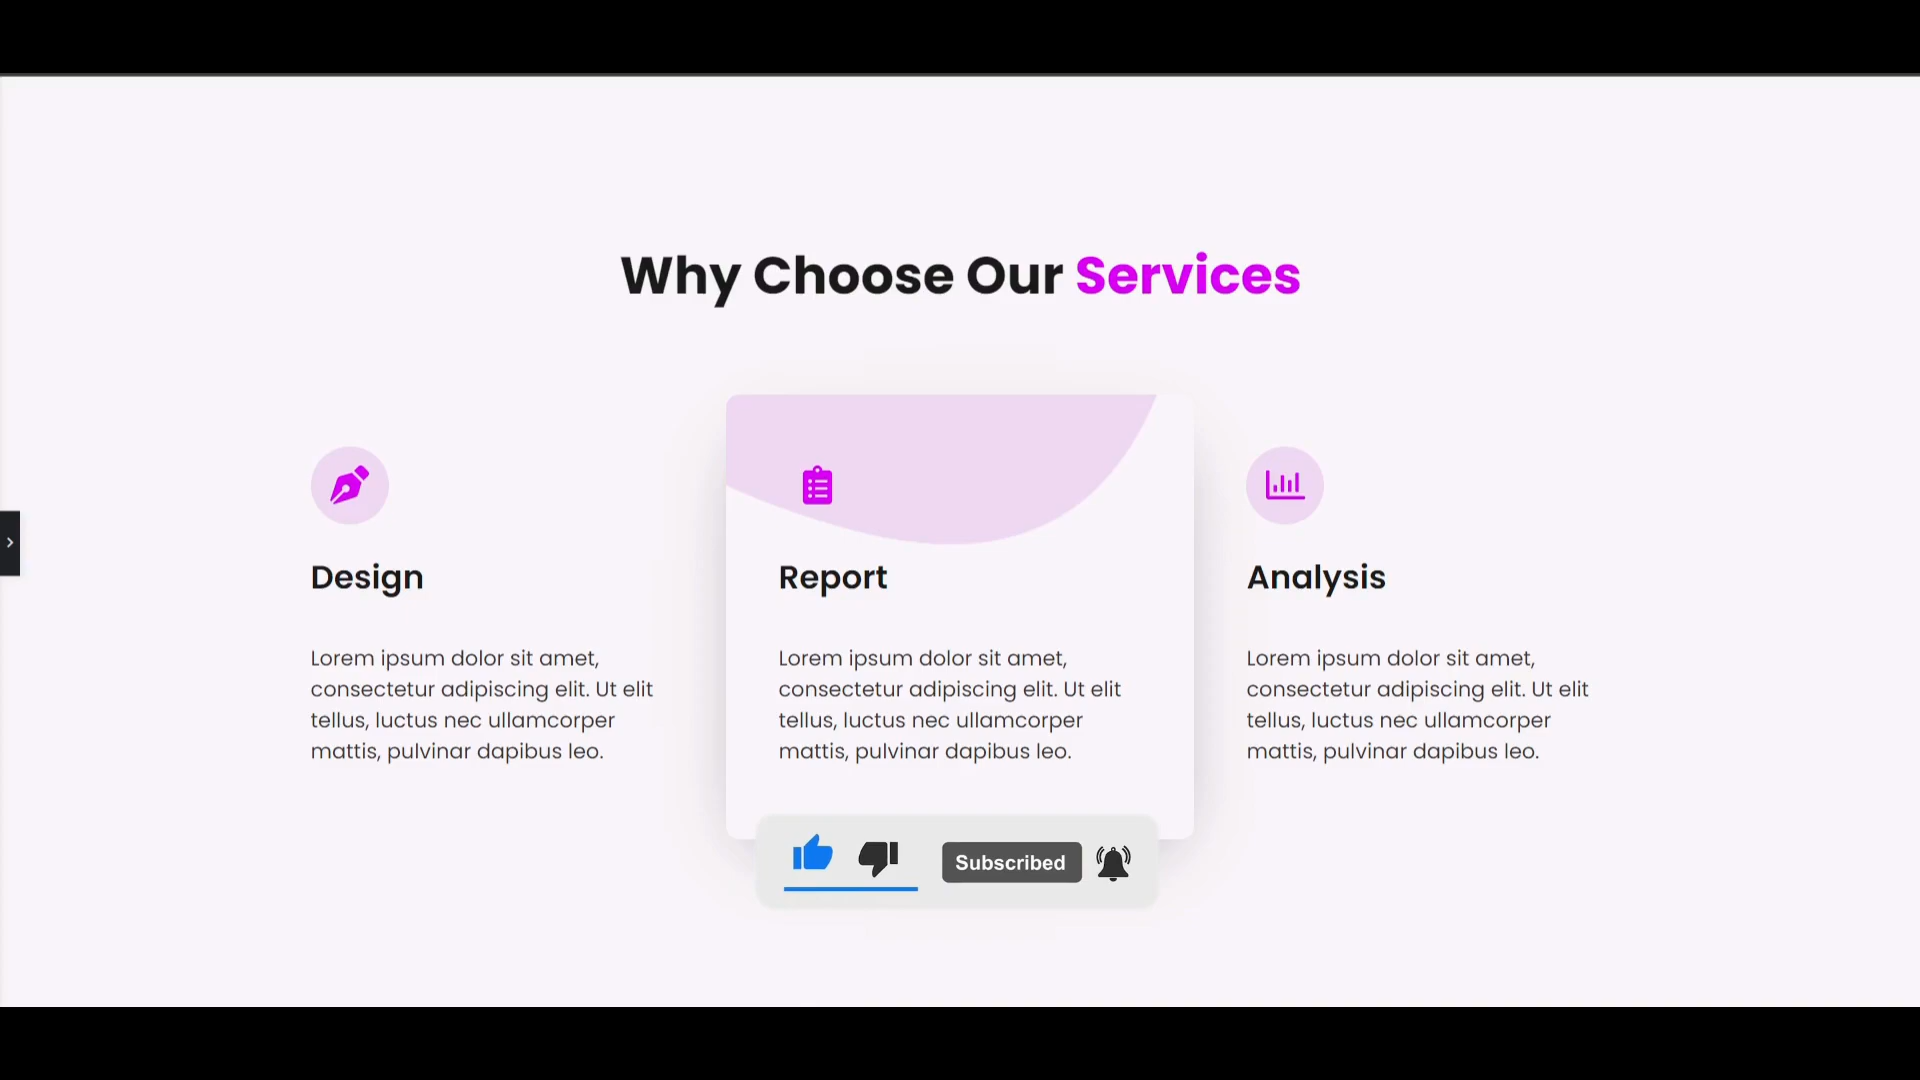 Why Choose Our Services
Design
Lorem ipsum dolor sit amet,
consectetur adipiscing elit. Ut elit
tellus, luctus nec ullamcorper
mattis, pulvinar dapibus leo.
Report
Lorem ipsum dolor sit amet,
consectetur adipiscing elit. Ut elit
tellus, luctus nec ullamcorper
mattis, pulvinar dapibus leo.
Analysis
Lorem ipsum dolor sit amet,
consectetur adipiscing elit. Ut elit
tellus, luctus nec ullamcorper
mattis, pulvinar dapibus leo.
Subscribed